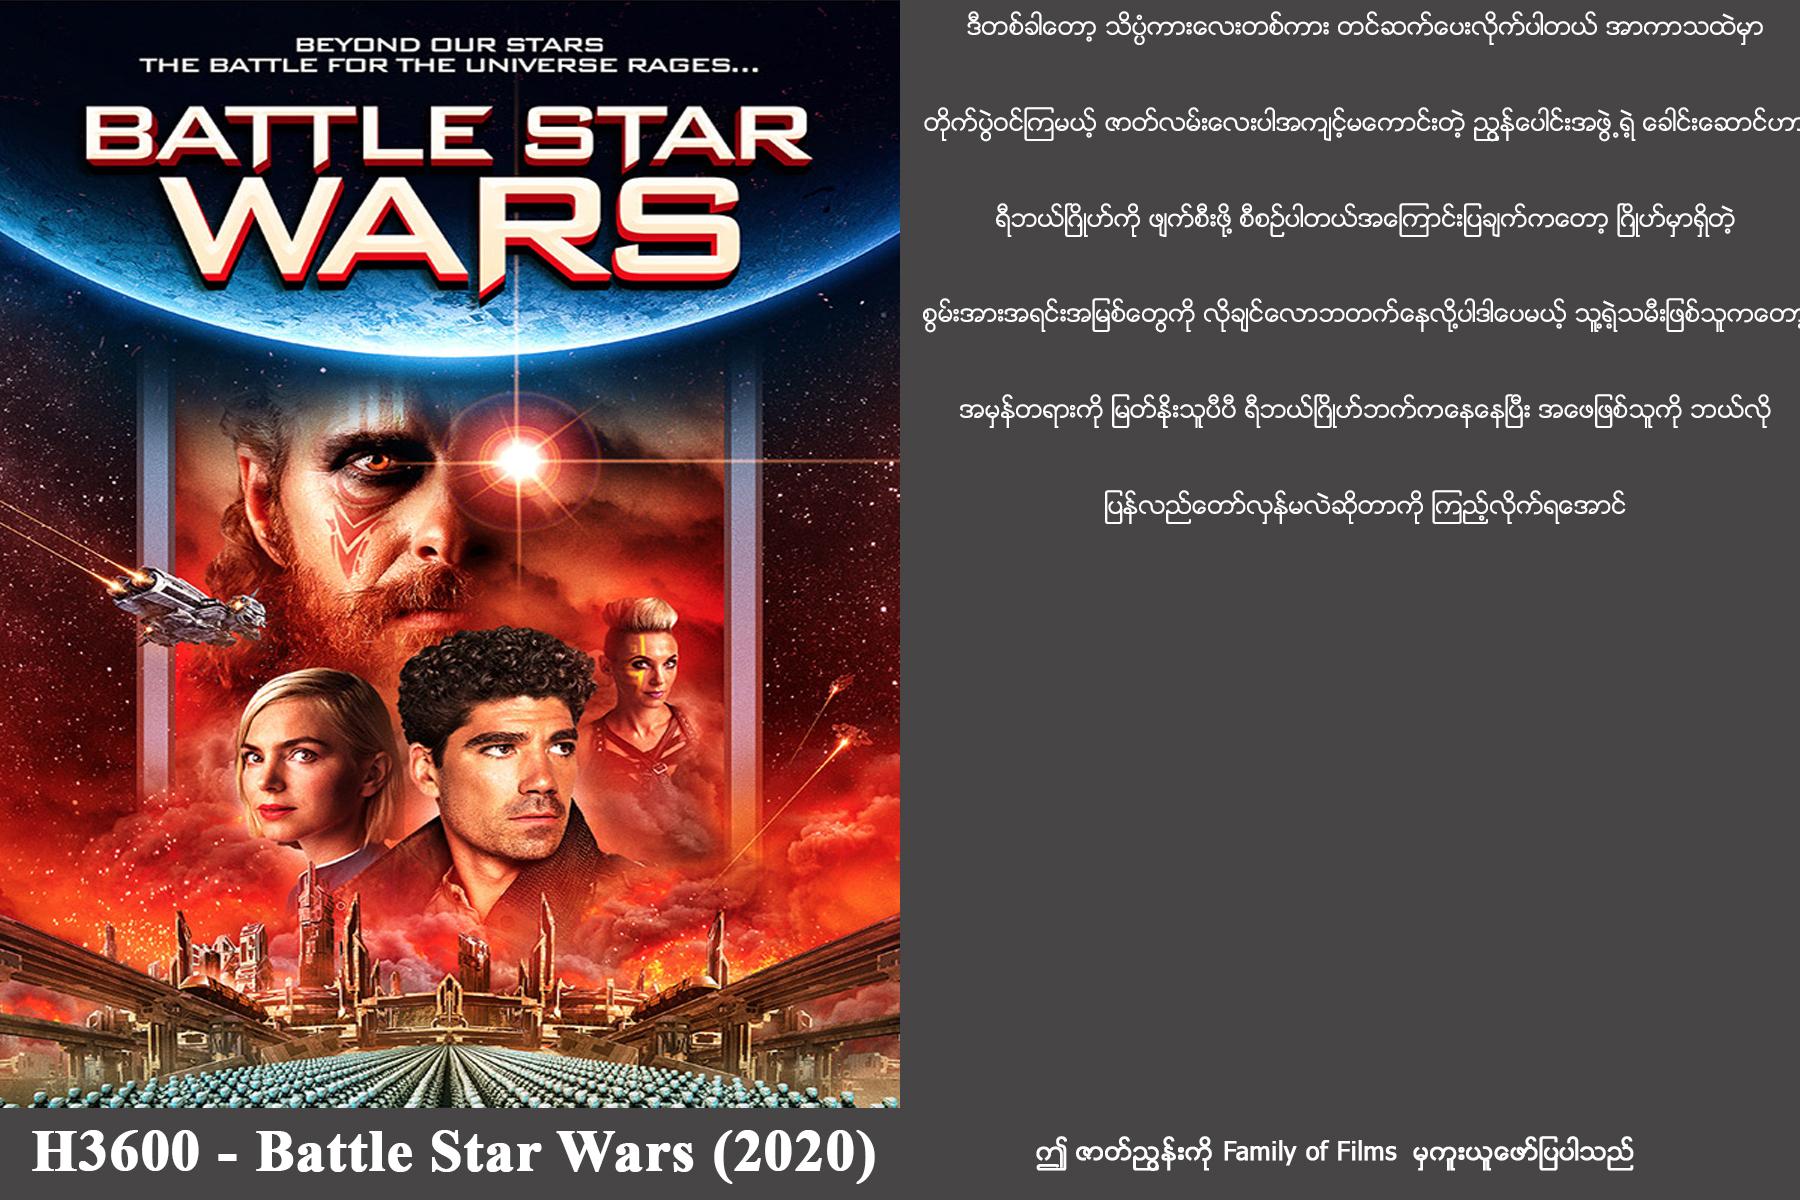 BEYOND OUR STARS
THE BATTLE FOR THE UNIVERSE RAGES...
BATTLE STAR
WARS
H3600 - Battle Star Wars (2020)
ဒီတစ်ခါတော့ သိပ္ပံကားလေးတစ်ကား တင်ဆက်ပေးလိုက်ပါတယ် အာကာသထဲမှာ
တိုက်ပွဲဝင်ကြမယ့် ဇာတ်လမ်းလေးပါအကျင့်မကောင်းတဲ့ ညွန်ပေါင်းအဖွဲ့ရဲ့ ခေါင်းဆောင်ဟာ
ရီဘယ်ဂြိုဟ်ကို ဖျက်စီးဖို့ စီစဉ်ပါတယ်အကြောင်းပြချက်ကတော့ ဂြိုဟ်မှာရှိတဲ့
စွမ်းအားအရင်းအမြစ်တွေကို လိုချင်လောဘတက်နေလို့ပါဒါပေမယ့် သူ့ရဲ့သမီးဖြစ်သူကတော့
အမှန်တရားကို မြတ်နိုးသူပီပီ ရီဘယ်ဂြိုဟ်ဘက်ကနေနေပြီး အဖေဖြစ်သူကို ဘယ်လို
ပြန်လည်တော်လှန်မလဲဆိုတာကို ကြည့်လိုက်ရအောင်
ဤ ဇာတ်ညွှန်းကို Family of Films မှကူးယူဖော်ပြပါသည်